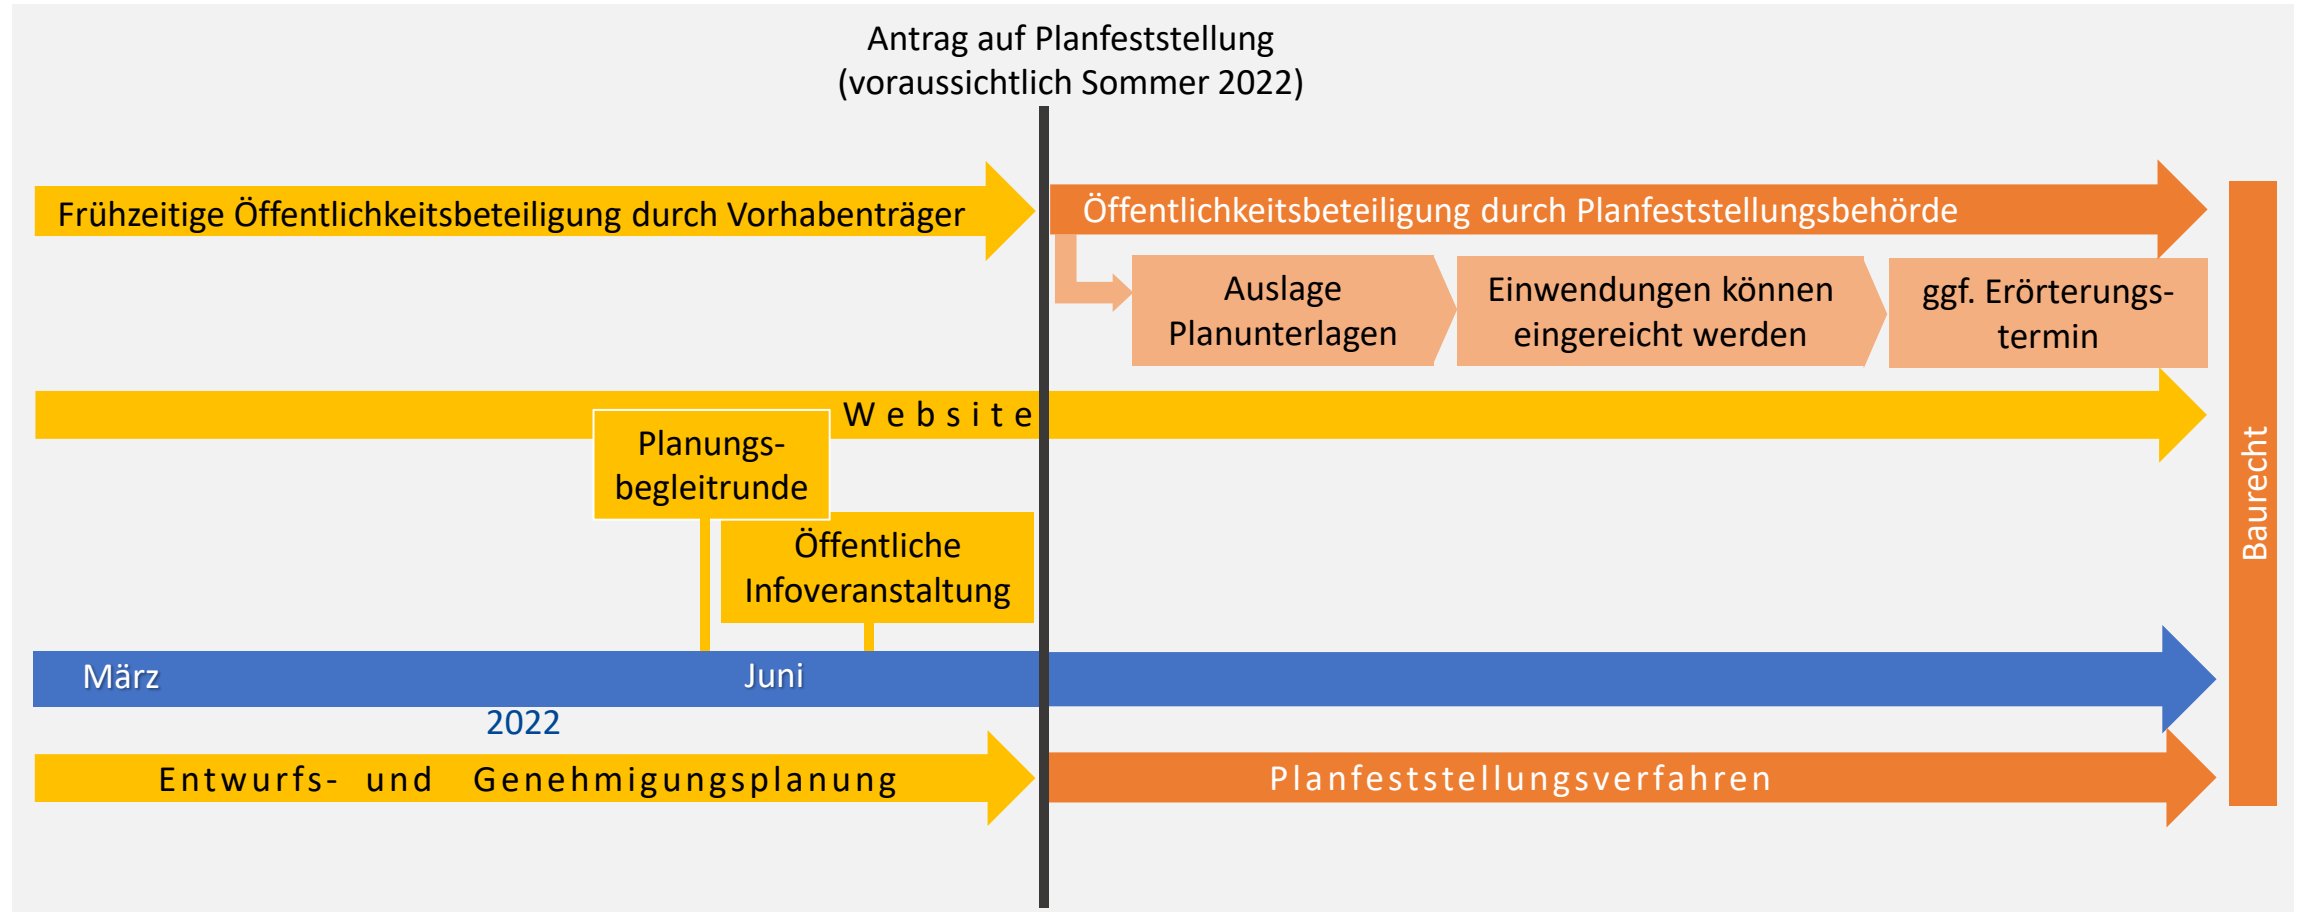 Antrag auf Planfeststellung
(voraussichtlich Sommer 2022)
Frühzeitige Öffentlichkeitsbeteiligung durch Vorhabenträger
Öffentlichkeitsbeteiligung durch Planfeststellungsbehörde
Auslage
Planunterlagen
Einwendungen können
eingereicht werden
ggf. Erörterungs-
termin
Website
Planungs-
begleitrunde
Öffentliche
Infoveranstaltung
Baurecht
März
Juni
2022
Entwurfs- und Genehmigungsplanung
Planfeststellungsverfahren